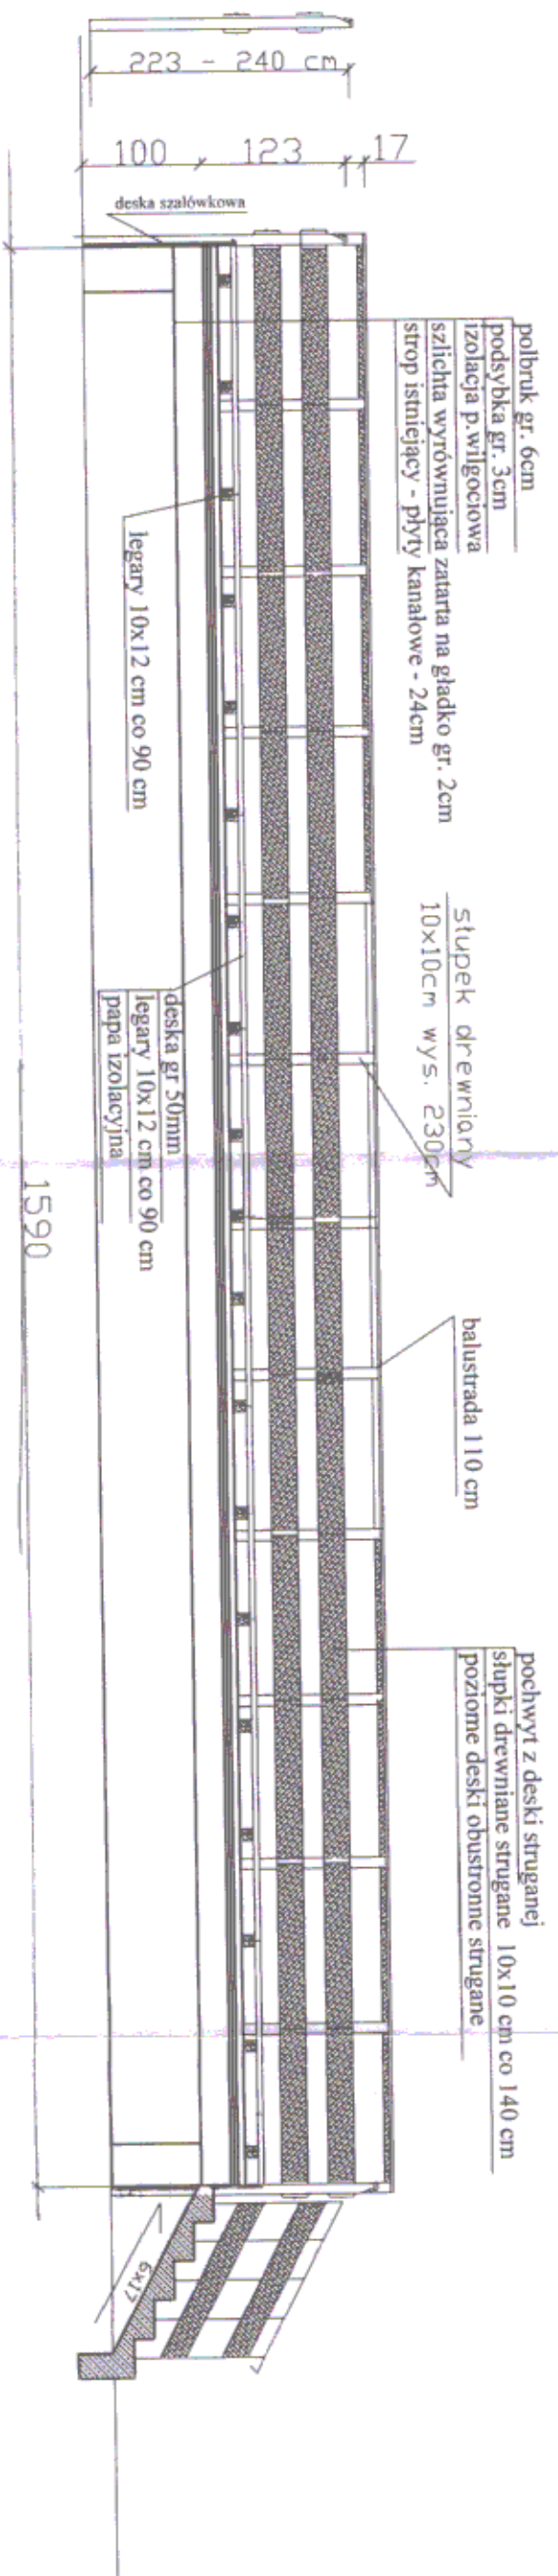 223 - 240 cm
100
123
17
deska szalówkowa
polbruk gr. 6cm
podsybka gr. 3cm
izolacja p.wilgociowa
szlichta wyrównująca zatarta na gładko gr. 2cm
strop istniejący - płyty kanałowe - 24cm
legary 10x12 cm co 90 cm
słupek drewniany
10x10cm wys. 230cm
deska gr 50mm
legary 10x12 cm co 90 cm
papa izolacyjna
1590
balustrada 110 cm
pochwyt z deski struganej
słupki drewniane strugane 10x10 cm co 140 cm
poziome deski obustronne strugane
6x17